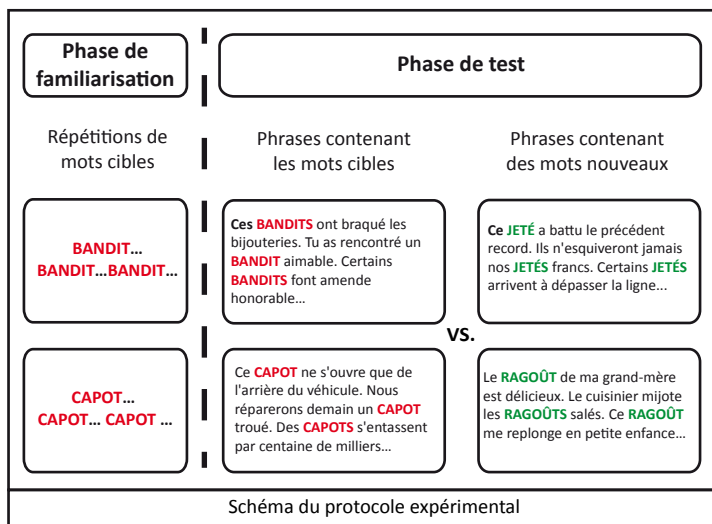 Phase de
familiarisation
Phase de test
Répétitions de
mots cibles
Phrases contenant
les mots cibles
Phrases contenant
des mots nouveaux
BANDIT...
BANDIT...BANDIT...
Ces BANDITS ont braqué les
bijouteries. Tu as rencontré un
BANDIT aimable. Certains
BANDITS font amende
honorable...
Ce JETÉ a battu le précédent
record. Ils n'esquiveront jamais
nos JETÉS francs. Certains JETÉS
arrivent à dépasser la ligne...
VS.
CAPOT...
CAPOT... CAPOT ...
Ce CAPOT ne s'ouvre que de
l'arrière du véhicule. Nous
réparerons demain un CAPOT
troué. Des CAPOTS s'entassent
par centaine de milliers...
Le RAGOÛT de ma grand-mère
est délicieux. Le cuisinier mijote
les RAGOÛTS salés. Ce RAGOÛT
me replonge en petite enfance...
Schéma du protocole expérimental